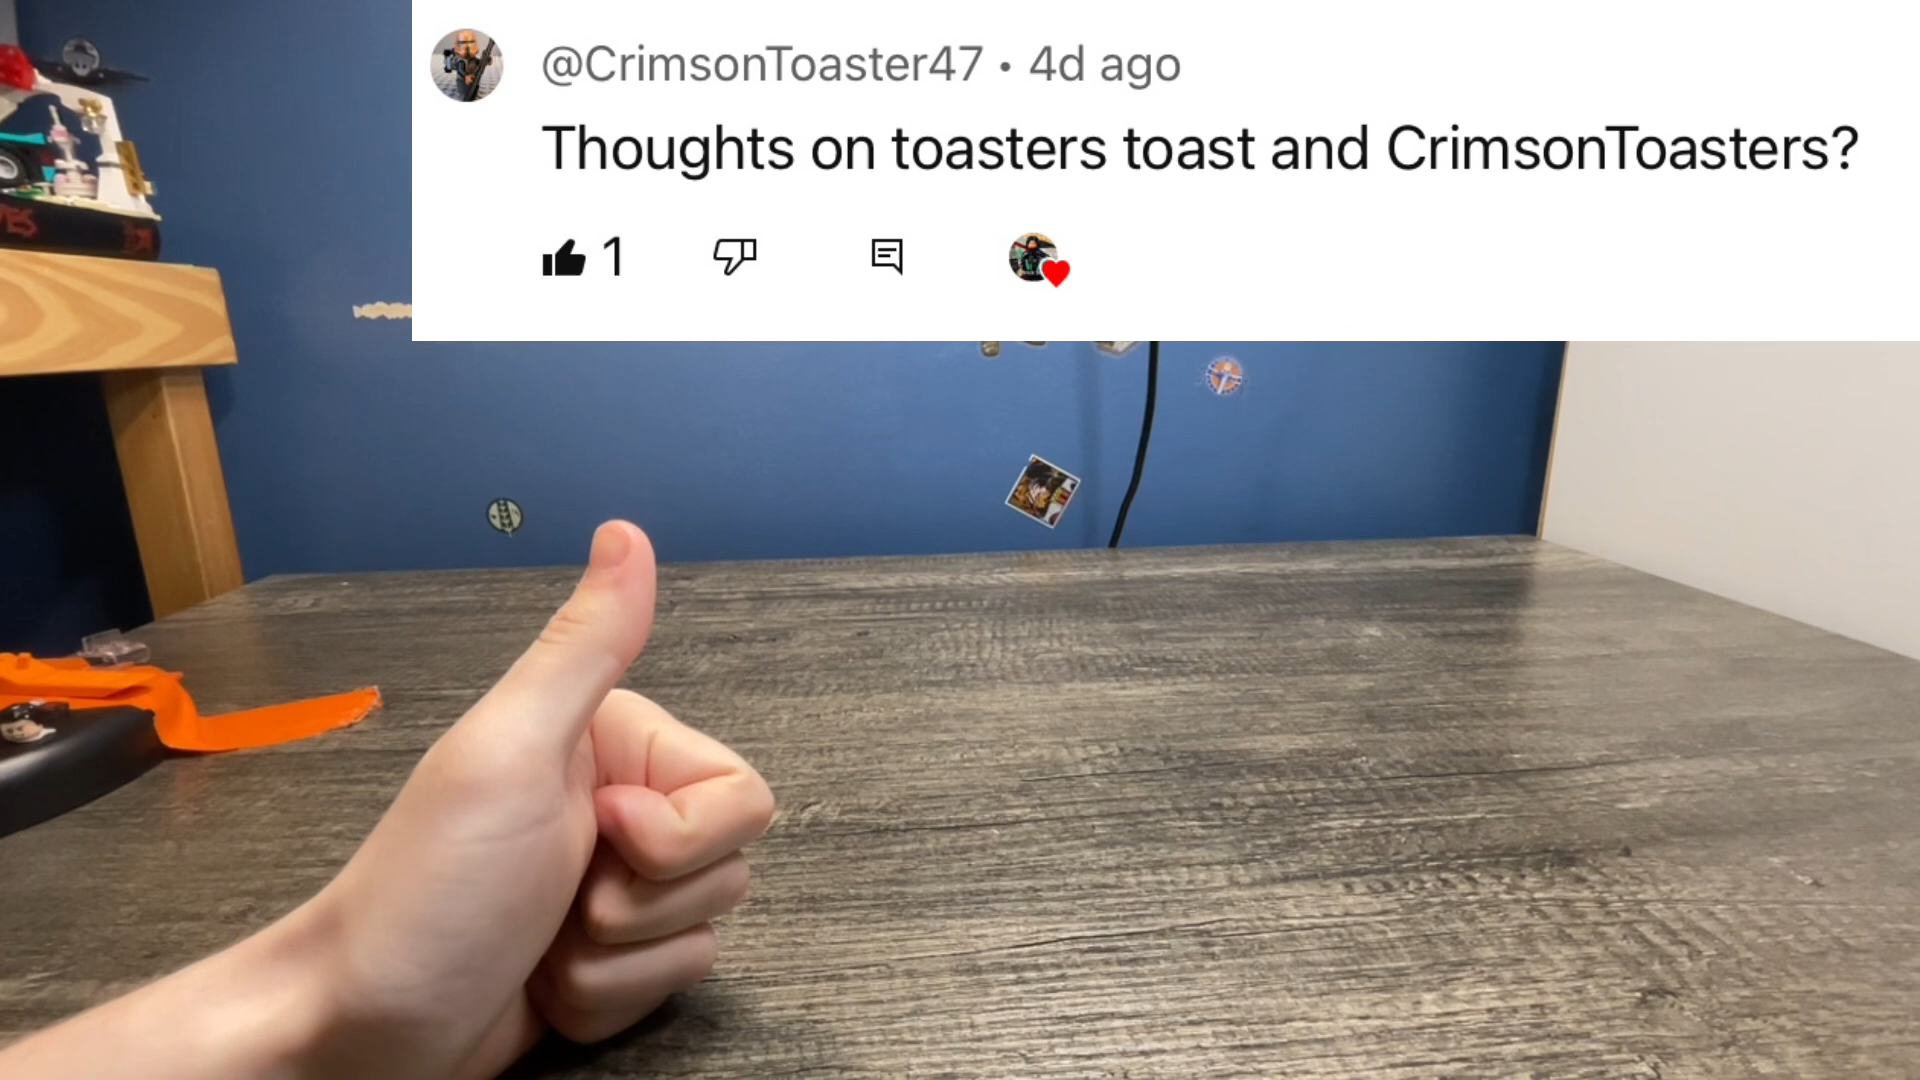 @CrimsonToaster47 • 4d ago
Thoughts on toasters toast and CrimsonToasters?
1